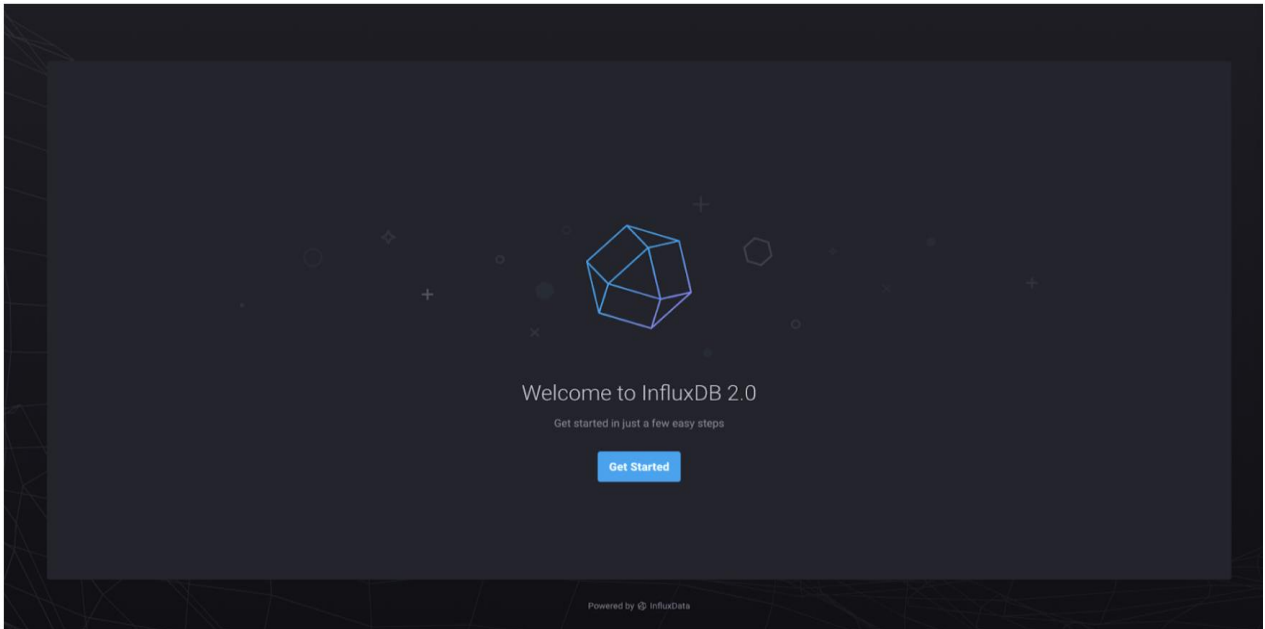 Welcome to InfluxDB 2.0
Get started in just a few easy steps
Get Started
Powered by InfluxData